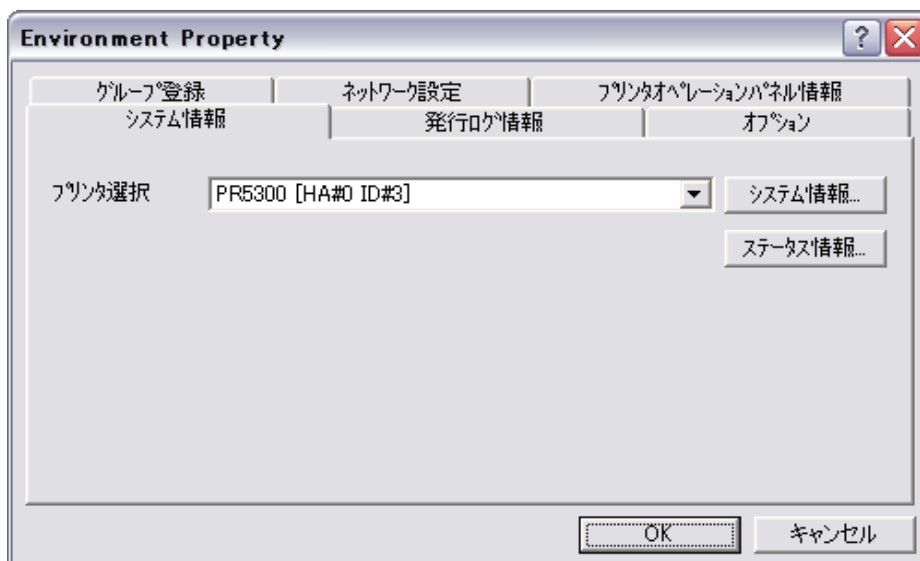 Environment Property
グループ登録 ネットワーク設定 プリンタオペレーションパネル情報
システム情報 発行ログ情報 オプション
プリンタ選択 PR5300 [HA#0 ID#3] システム情報...
ステータス情報...
OK キャンセル